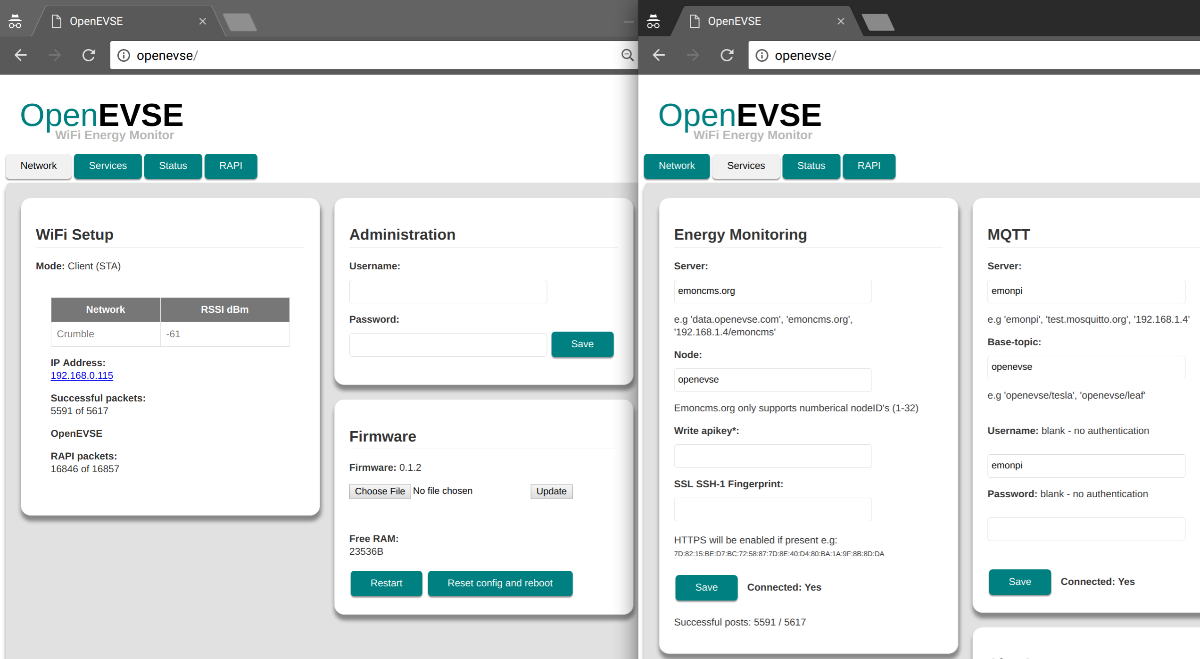 OpenEVSE
openevse/
OpenEVSE
WiFi Energy Monitor
Network Services Status RAPI
WiFi Setup
Mode: Client (STA)
Network RSSI dBm
Crumble -61
IP Address:
192.168.0.115
Successful packets:
5591 of 5617
OpenEVSE
RAPI packets:
16846 of 16857
Administration
Username:
Password:
Save
Firmware
Firmware: 0.1.2
Choose File No file chosen Update
Free RAM:
23536B
Restart Reset config and reboot
OpenEVSE
openevse/
OpenEVSE
WiFi Energy Monitor
Network Services Status RAPI
Energy Monitoring
Server:
emoncms.org
e.g 'data.openevse.com', 'emoncms.org',
'192.168.1.4/emoncms'
Node:
openevse
Emoncms.org only supports numberical nodeID's (1-32)
Write apikey*:
SSL SSH-1 Fingerprint:
HTTPS will be enabled if present e.g:
7D:82:15:BE:D7:BC:72:58:87:7D:8E:40:D4:80:BA:1A:9F:8B:8D:DA
Save Connected: Yes
Successful posts: 5591 / 5617
MQTT
Server:
emonpi
e.g 'emonpi', 'test.mosquitto.org', '192.168.1.4'
Base-topic:
openevse
e.g 'openevse/tesla', 'openevse/leaf'
Username: blank - no authentication
emonpi
Password: blank - no authentication
Save Connected: Yes